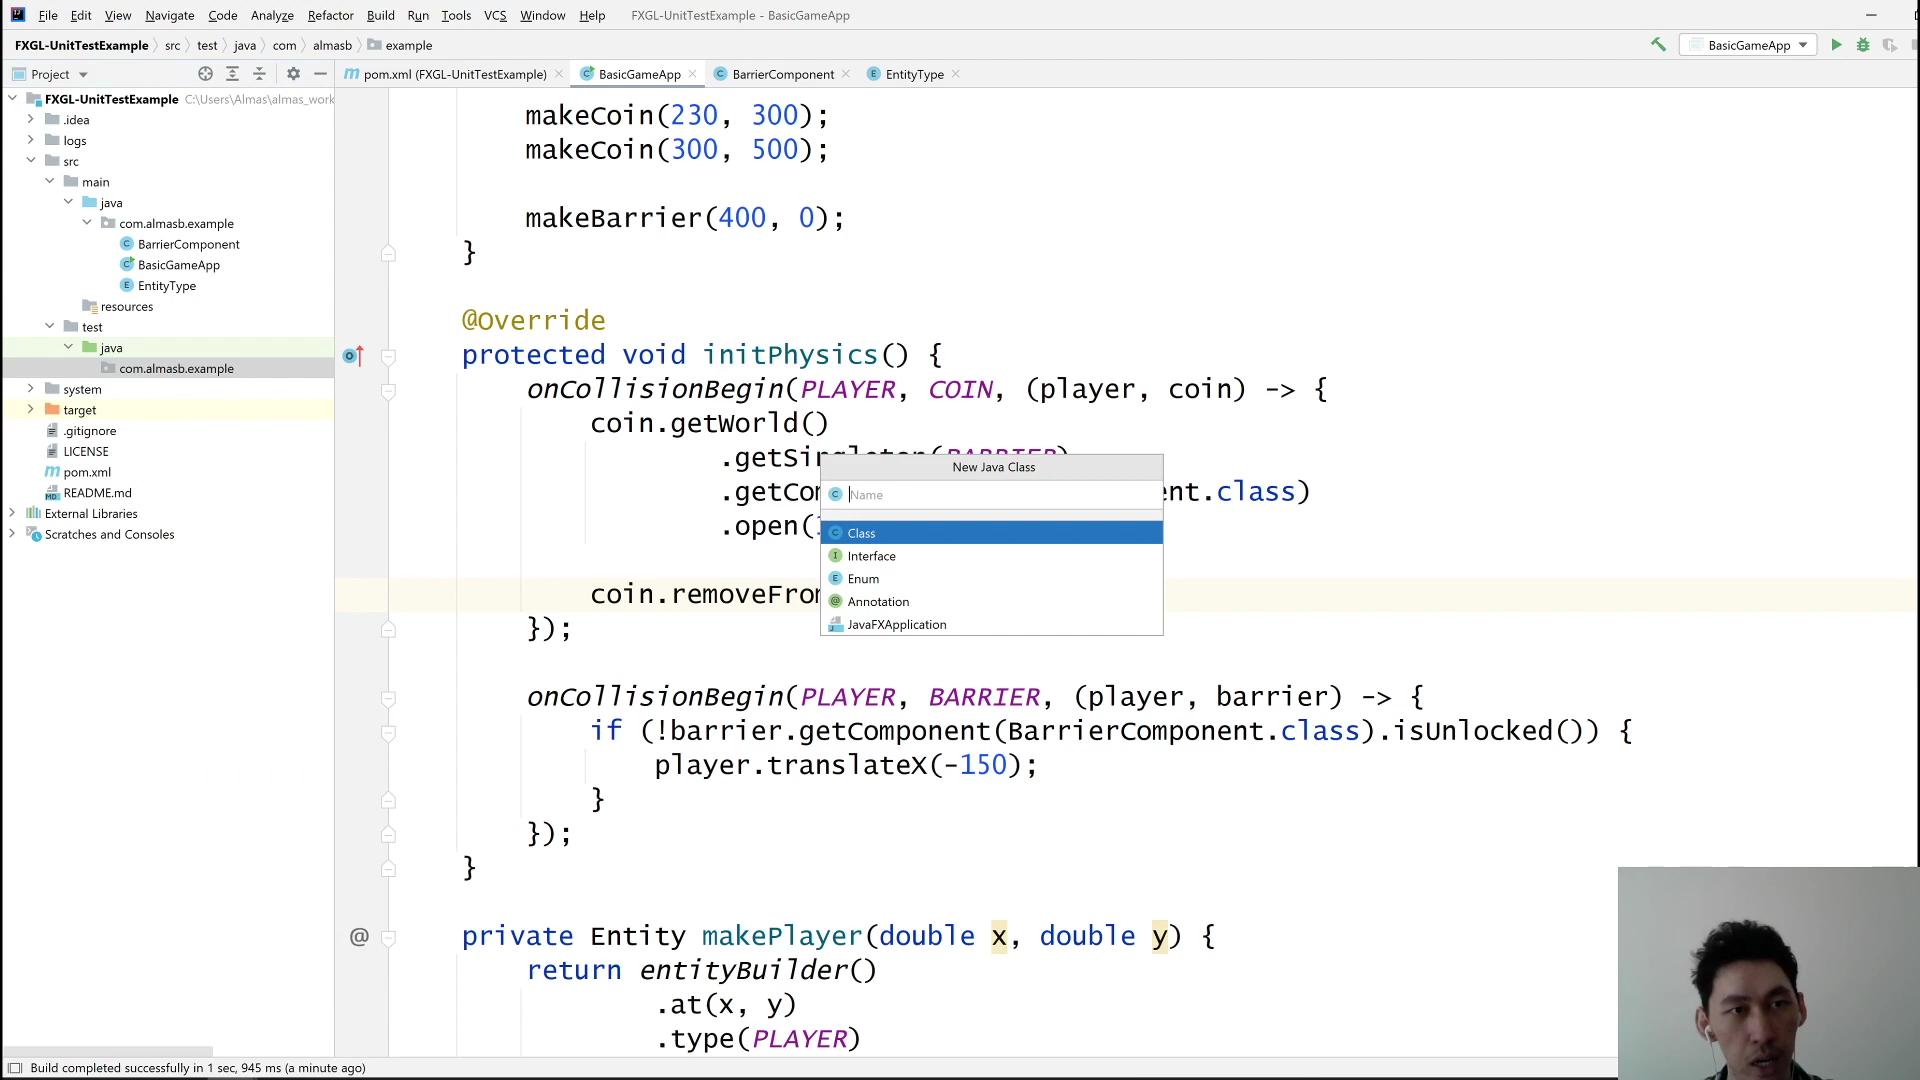 File Edit View Navigate Code Analyze Refactor Build Run Tools VCS Window Help FXGL-UnitTestExample - BasicGameApp
FXGL-UnitTestExample src test java com almasb example BasicGameApp
Project pom.xml (FXGL-UnitTestExample) BasicGameApp BarrierComponent EntityType
FXGL-UnitTestExample C:\Users\Almas\almas_work
.idea
logs
src
main
java
com.almasb.example
BarrierComponent
BasicGameApp
EntityType
resources
test
java
com.almasb.example
system
target
.gitignore
LICENSE
pom.xml
README.md
External Libraries
Scratches and Consoles
makeCoin(230, 300);
makeCoin(300, 500);
makeBarrier(400, 0);
}
@Override
protected void initPhysics() {
onCollisionBegin(PLAYER, COIN, (player, coin) -> {
coin.getWorld()
.getSingleton(BARRIER)
.getCom nt.class)
.open(
coin.removeFrom
});
New Java Class
Name
Class
Interface
Enum
Annotation
JavaFXApplication
onCollisionBegin(PLAYER, BARRIER, (player, barrier) -> {
if (!barrier.getComponent(BarrierComponent.class).isUnlocked()) {
player.translateX(-150);
}
});
}
private Entity makePlayer(double x, double y) {
return entityBuilder()
.at(x, y)
.type(PLAYER)
Build completed successfully in 1 sec, 945 ms (a minute ago)